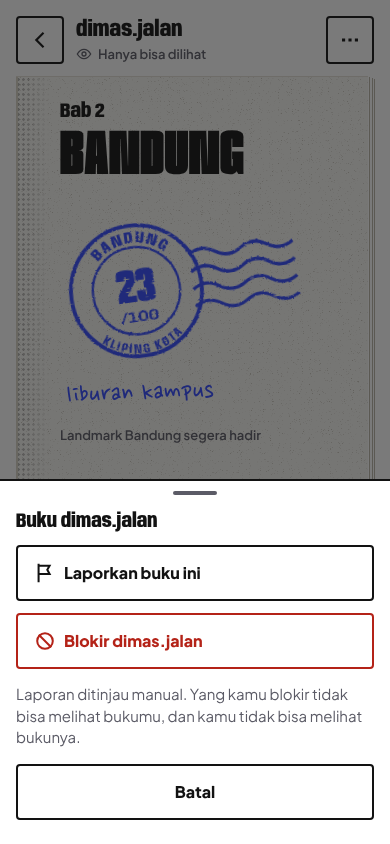 dimas.jalan
Hanya bisa dilihat
Bab 2
BANDUNG
BANDUNG
23
/100
KLIPING KOTA
liburan kampus
Landmark Bandung segera hadir
Buku dimas.jalan
Laporkan buku ini
Blokir dimas.jalan
Laporan ditinjau manual. Yang kamu blokir tidak
bisa melihat bukumu, dan kamu tidak bisa melihat
bukunya.
Batal